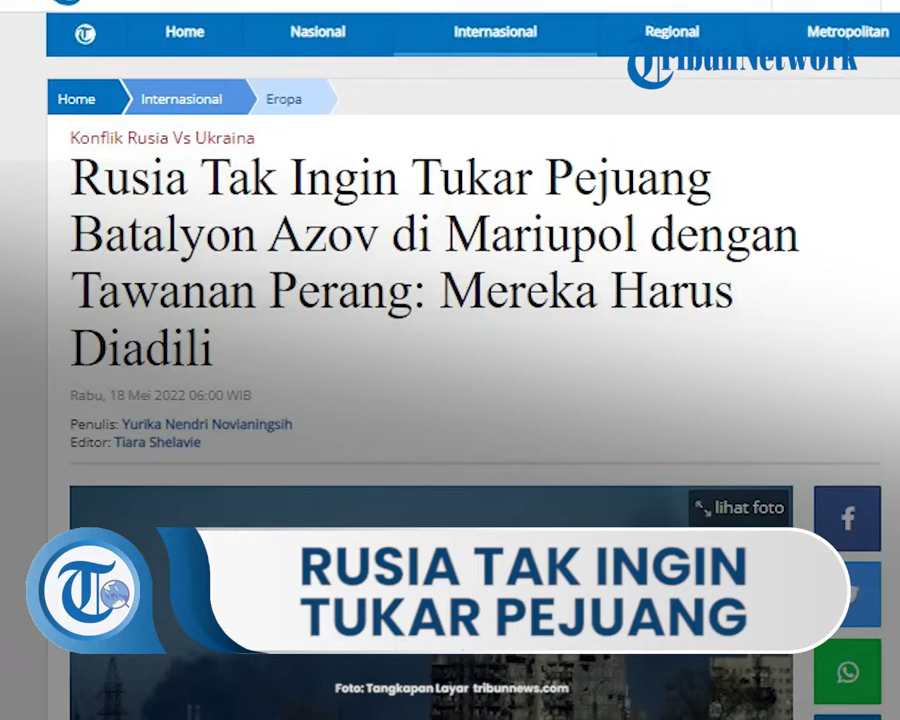 Home Nasional Internasional Regional Metropolitan
TribunNetwork
Home Internasional Eropa
Konflik Rusia Vs Ukraina
Rusia Tak Ingin Tukar Pejuang
Batalyon Azov di Mariupol dengan
Tawanan Perang: Mereka Harus
Diadili
Rabu, 18 Mei 2022 06:00 WIB
Penulis: Yurika Nendri Novianingsih
Editor: Tiara Shelavie
lihat foto
RUSIA TAK INGIN
TUKAR PEJUANG
Foto: Tangkapan Layar tribunnews.com